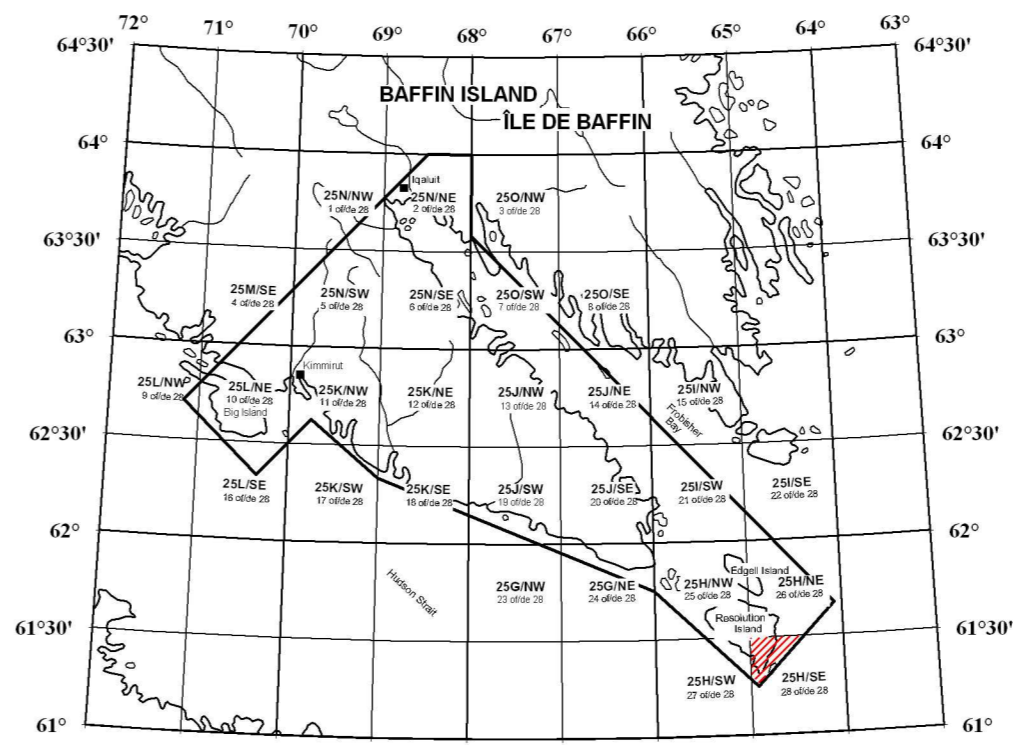 72° 71° 70° 69° 68° 67° 66° 65° 64° 63°
64°30' 64°30'
BAFFIN ISLAND
ÎLE DE BAFFIN
64° 64°
Iqaluit
25N/NW 25N/NE 25O/NW
1 of/de 28 2 of/de 28 3 of/de 28
63°30' 63°30'
25M/SE 25N/SW 25N/SE 25O/SW 25O/SE
4 of/de 28 5 of/de 28 6 of/de 28 7 of/de 28 8 of/de 28
63° 63°
Kimmirut
25L/NW 25L/NE 25K/NW 25K/NE 25J/NW 25J/NE 25I/NW
9 of/de 28 10 of/de 28 11 of/de 28 12 of/de 28 13 of/de 28 14 of/de 28 15 of/de 28
Big Island
Frobisher
Bay
62°30' 62°30'
25L/SE 25K/SW 25K/SE 25J/SW 25J/SE 25I/SW 25I/SE
16 of/de 28 17 of/de 28 18 of/de 28 19 of/de 28 20 of/de 28 21 of/de 28 22 of/de 28
62° 62°
Hudson Strait
Edgell Island
25G/NW 25G/NE 25H/NW 25H/NE
23 of/de 28 24 of/de 28 25 of/de 28 26 of/de 28
Resolution
Island
61°30' 61°30'
25H/SW 25H/SE
27 of/de 28 28 of/de 28
61° 61°